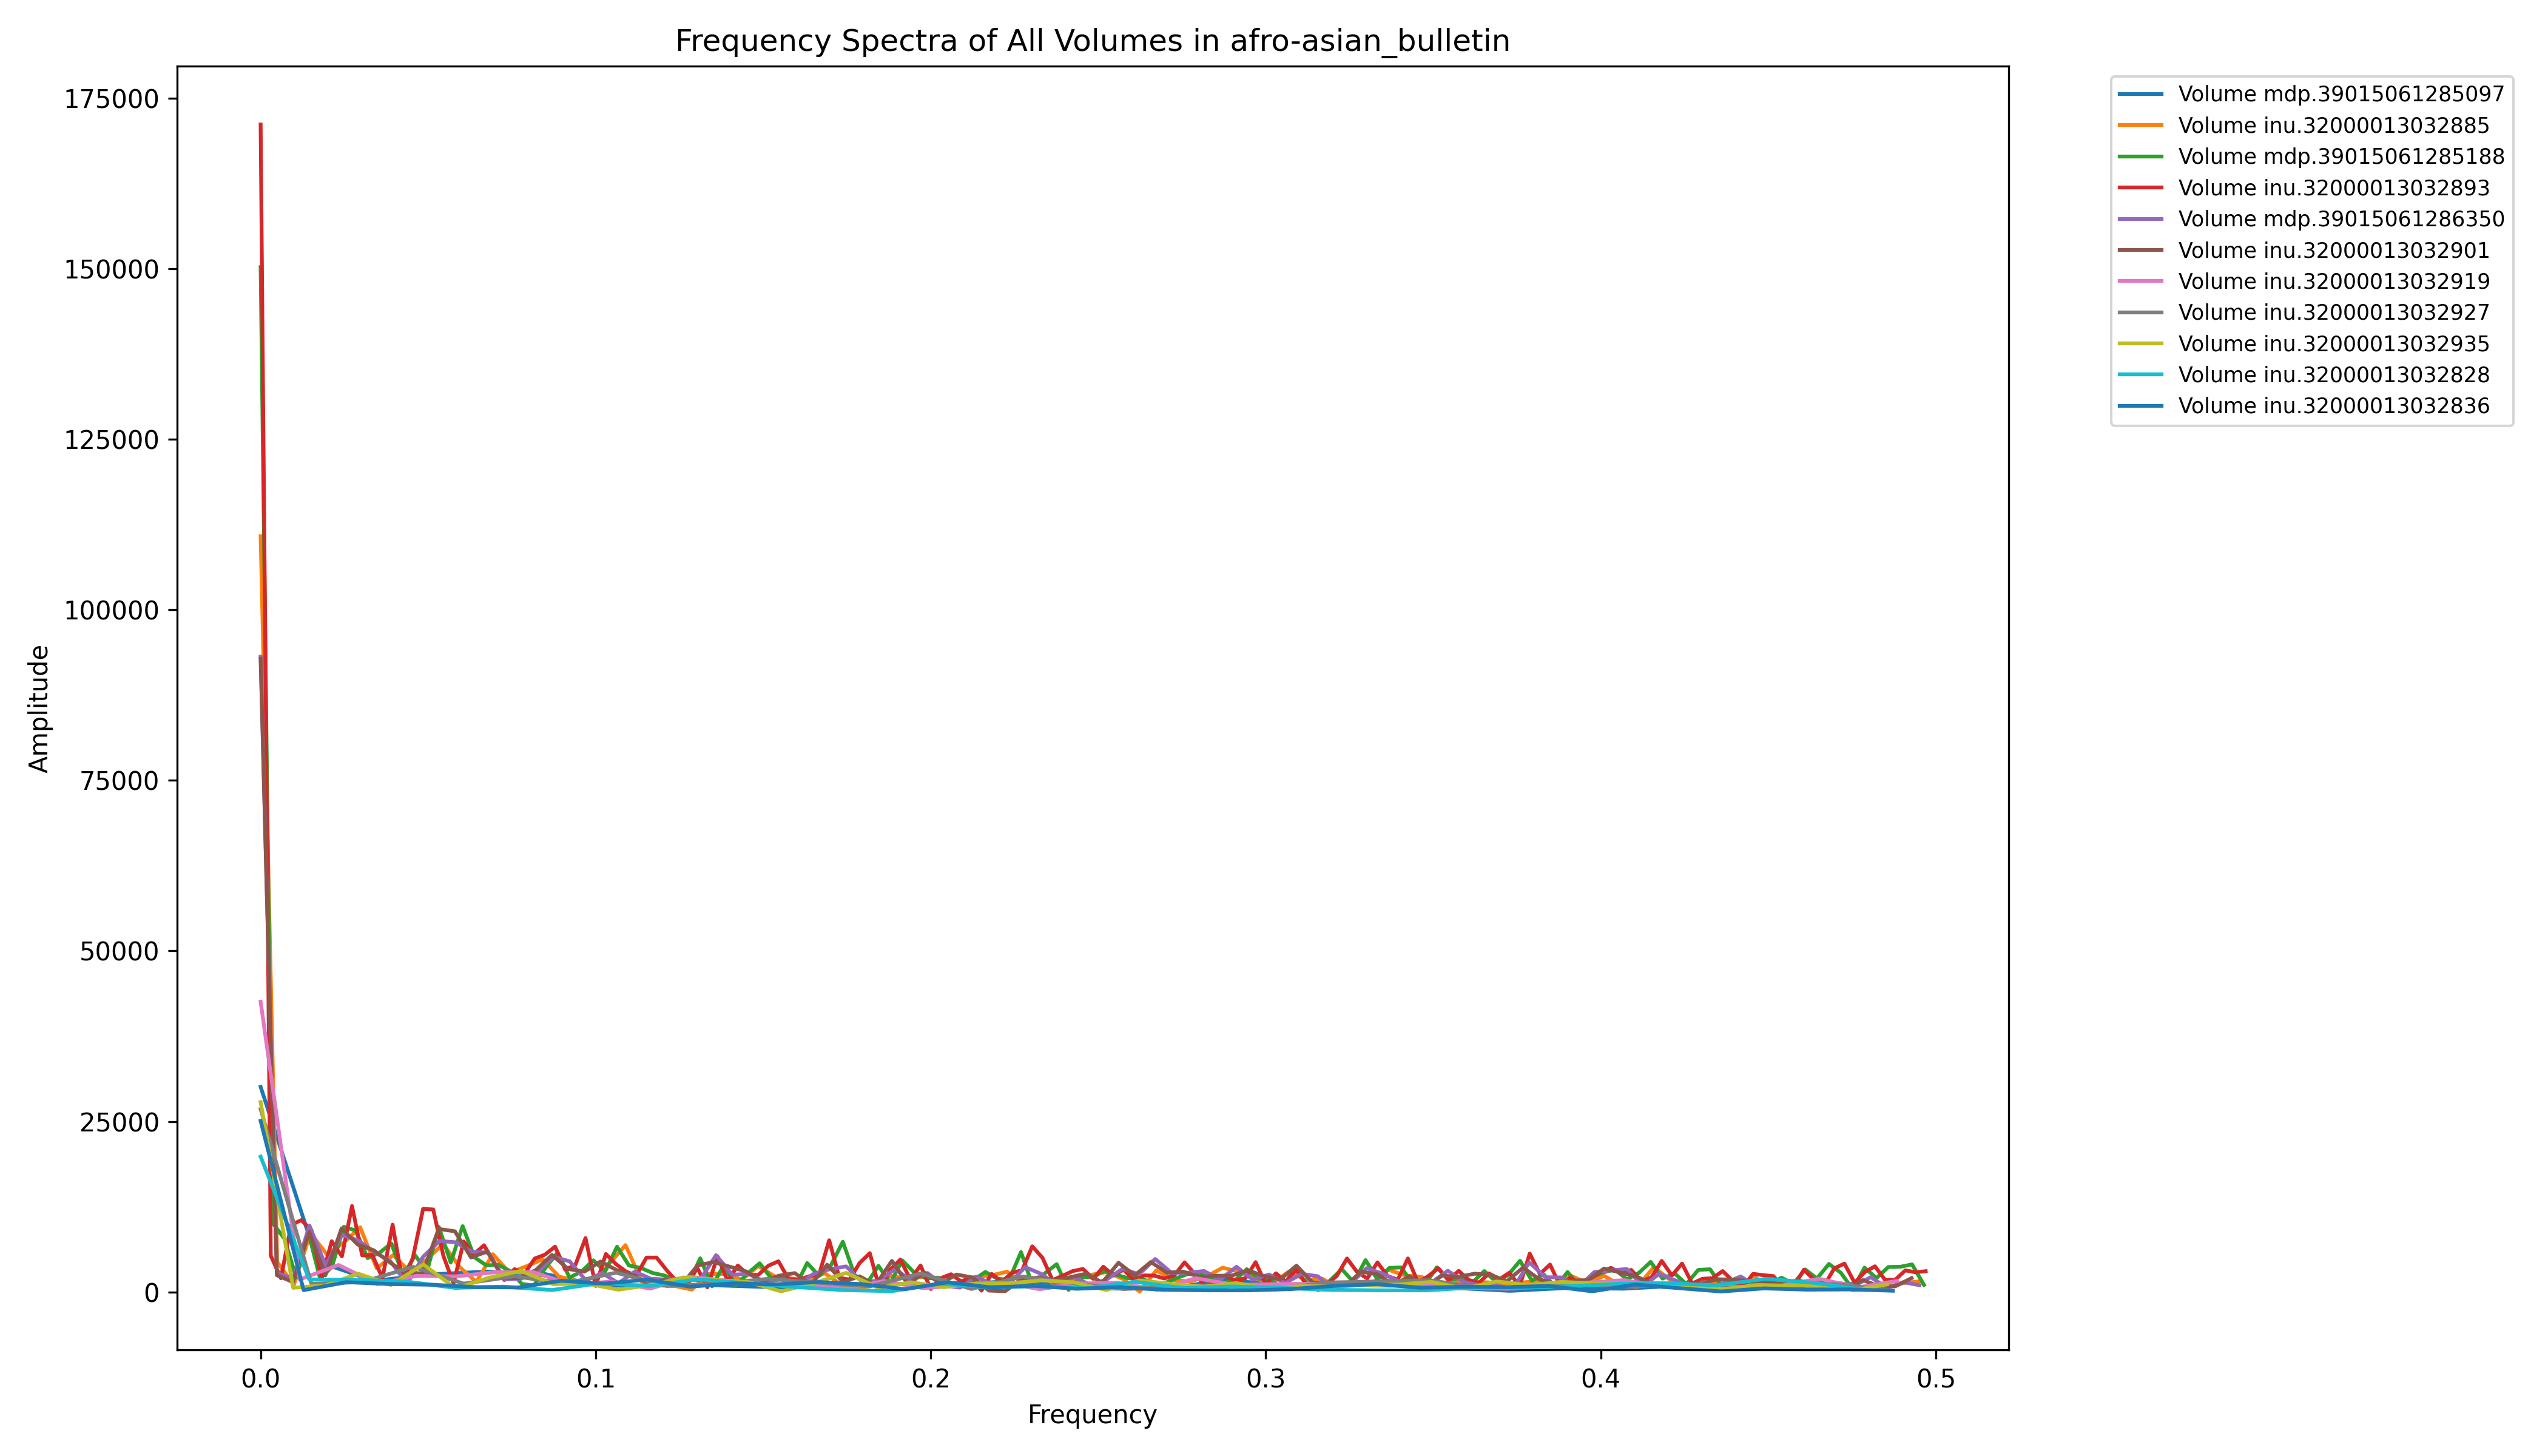 Frequency Spectra of All Volumes in afro-asian_bulletin
175000
150000
125000
100000
75000
50000
25000
0
Amplitude
0.0
0.1
0.2
0.3
0.4
0.5
Frequency
Volume mdp.39015061285097
Volume inu.32000013032885
Volume mdp.39015061285188
Volume inu.32000013032893
Volume mdp.39015061286350
Volume inu.32000013032901
Volume inu.32000013032919
Volume inu.32000013032927
Volume inu.32000013032935
Volume inu.32000013032828
Volume inu.32000013032836